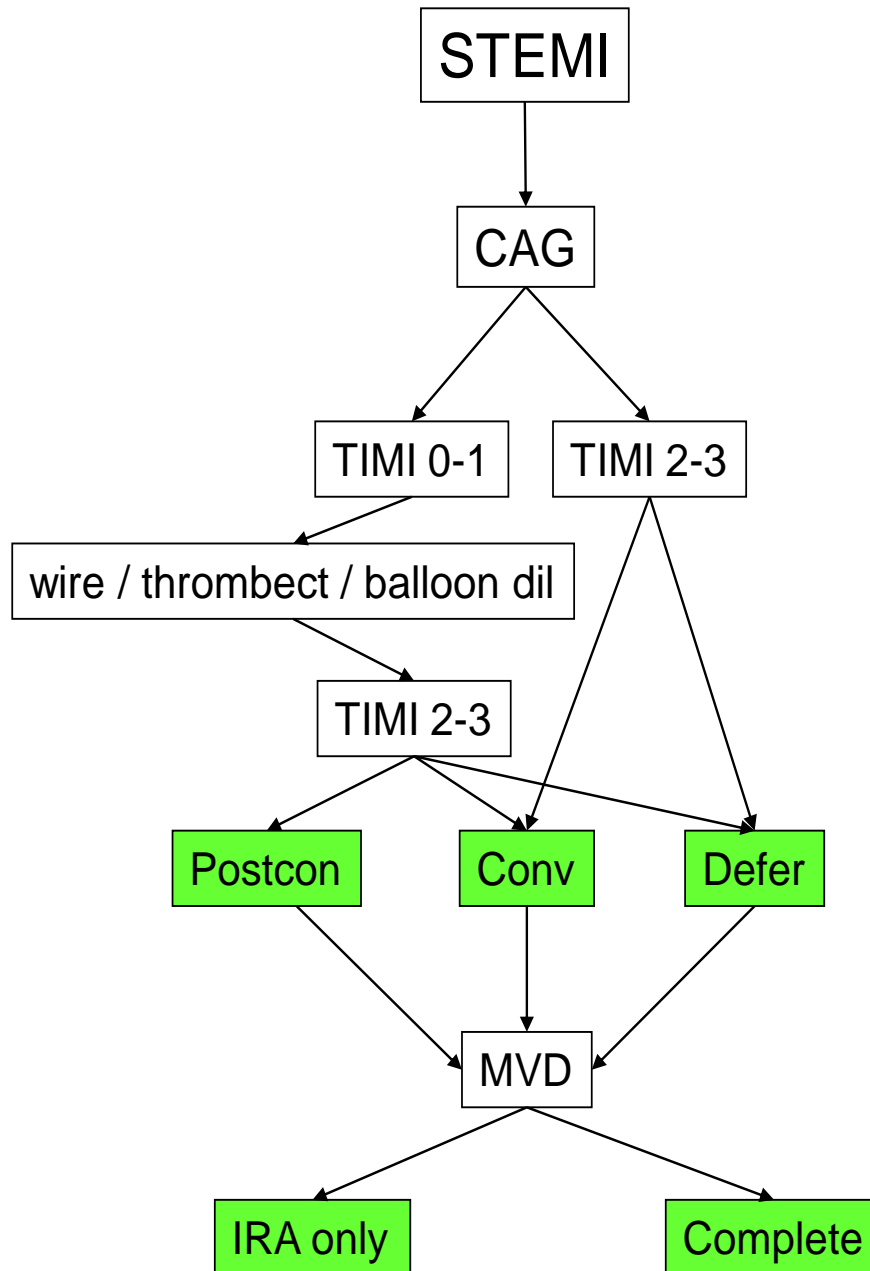 STEMI
CAG
TIMI 0-1
TIMI 2-3
wire / thrombect / balloon dil
TIMI 2-3
Postcon
Conv
Defer
MVD
IRA only
Complete